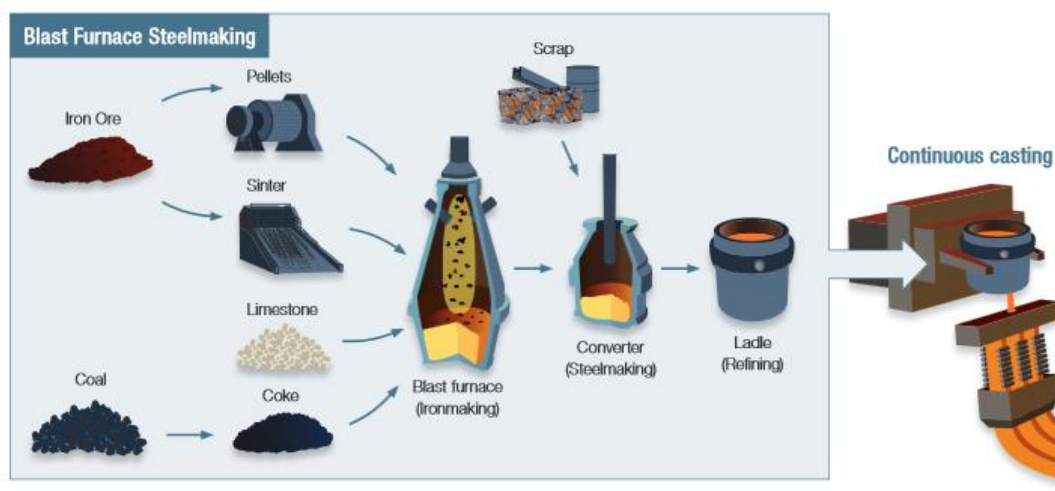 Blast Furnace Steelmaking
Scrap
Pellets
Iron Ore
Continuous casting
Sinter
Limestone
Converter
(Steelmaking)
Ladle
(Refining)
Coal
Coke
Blast furnace
(Ironmaking)